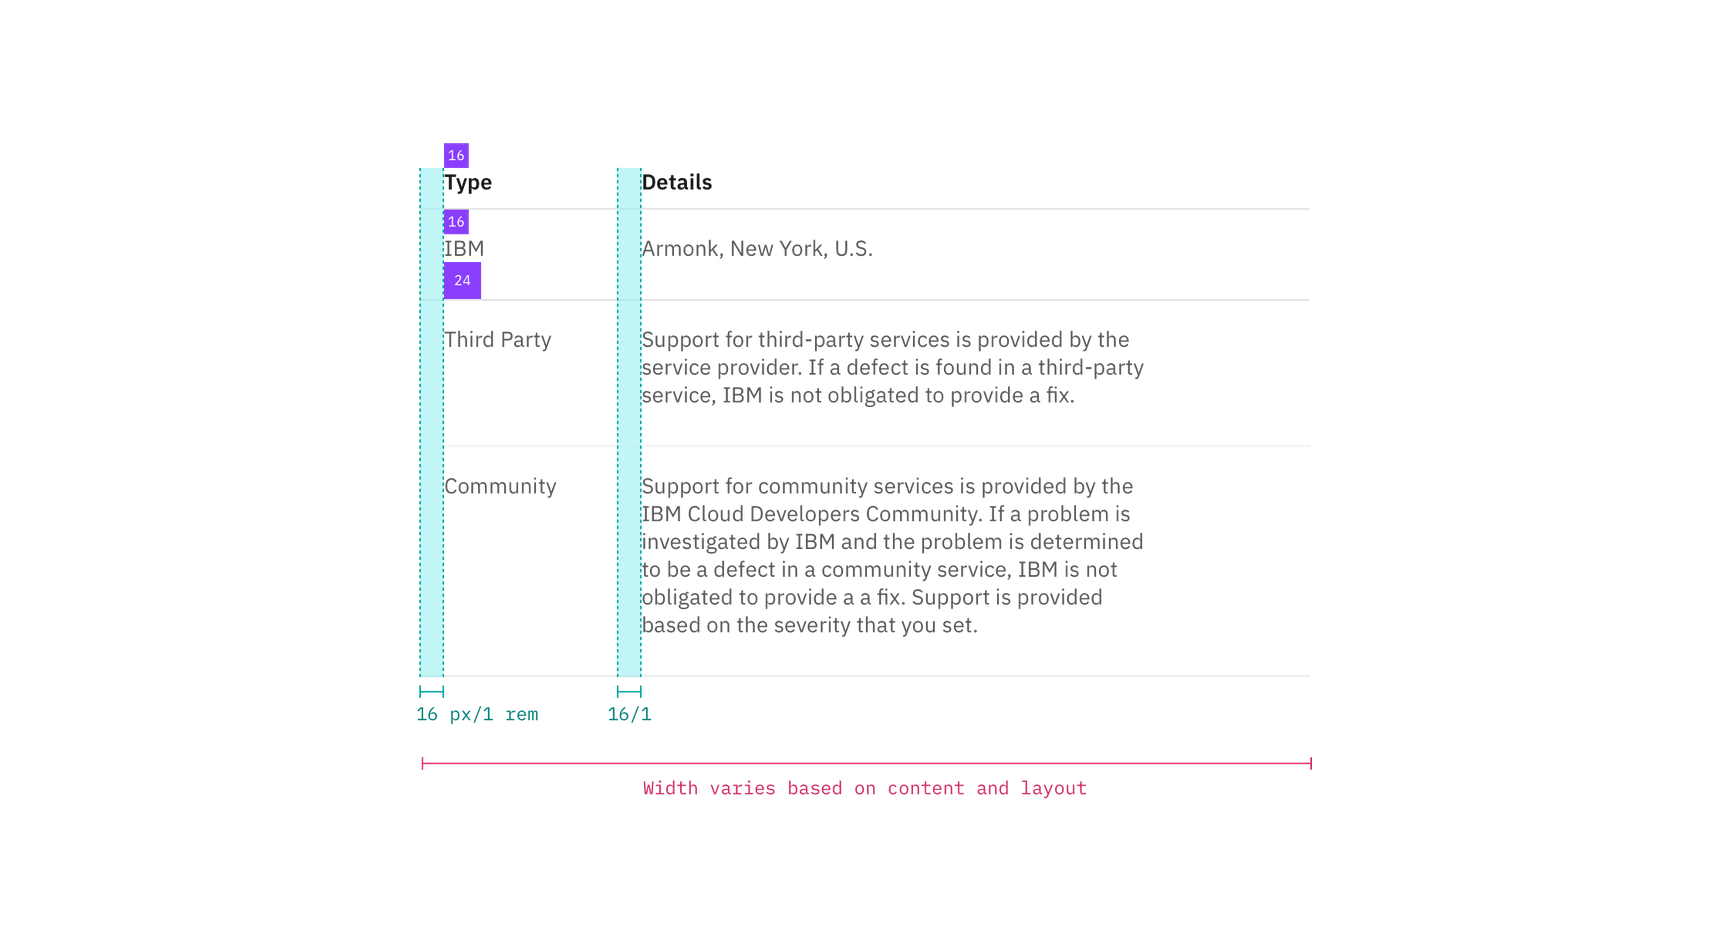 16
Type
Details
16
IBM
Armonk, New York, U.S.
24
Third Party
Support for third-party services is provided by the
service provider. If a defect is found in a third-party
service, IBM is not obligated to provide a fix.
Community
Support for community services is provided by the
IBM Cloud Developers Community. If a problem is
investigated by IBM and the problem is determined
to be a defect in a community service, IBM is not
obligated to provide a a fix. Support is provided
based on the severity that you set.
16 px/1 rem
16/1
Width varies based on content and layout